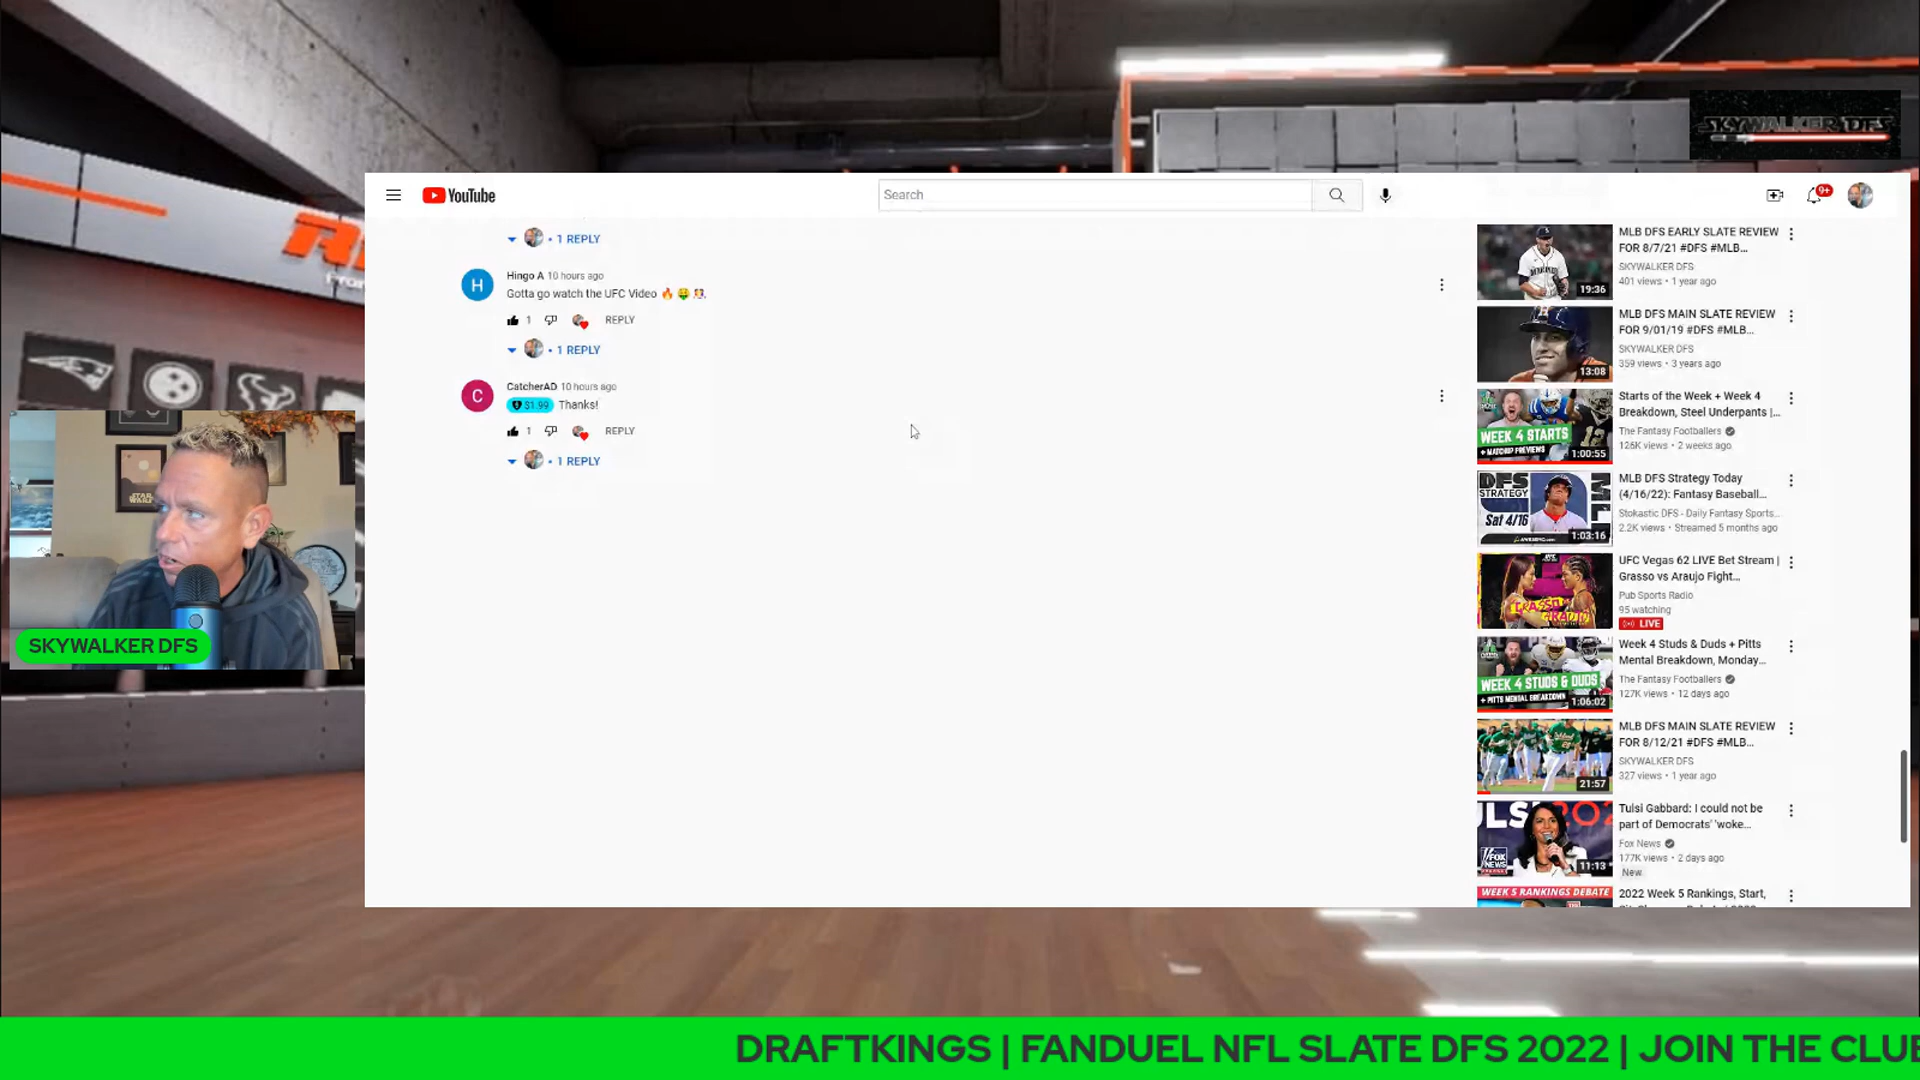 SKYWALKER DFS
YouTube
Search
9+
1 REPLY
Hingo A 10 hours ago
Gotta go watch the UFC Video 🔥 🤑
1
REPLY
1 REPLY
CatcherAD 10 hours ago
$1.99 Thanks!
1
REPLY
1 REPLY
H
C
SKYWALKER DFS
19:36
MLB DFS EARLY SLATE REVIEW
FOR 8/7/21 #DFS #MLB...
SKYWALKER DFS
401 views • 1 year ago
13:08
MLB DFS MAIN SLATE REVIEW
FOR 9/01/19 #DFS #MLB...
SKYWALKER DFS
359 views • 3 years ago
WEEK 4 STARTS
+ MATCHUP PREVIEWS
1:00:55
Starts of the Week + Week 4
Breakdown, Steel Underpants |...
The Fantasy Footballers
126K views • 2 weeks ago
DFS
STRATEGY
MLB
Sat 4/16
1:03:16
MLB DFS Strategy Today
(4/16/22): Fantasy Baseball...
Stokastic DFS - Daily Fantasy Sports...
2.2K views • Streamed 5 months ago
UFC Vegas 62 LIVE Bet Stream |
Grasso vs Araujo Fight...
Pub Sports Radio
95 watching
LIVE
WEEK 4 STUDS & DUDS
+ PITTS MENTAL BREAKDOWN
1:06:02
Week 4 Studs & Duds + Pitts
Mental Breakdown, Monday...
The Fantasy Footballers
127K views • 12 days ago
21:57
MLB DFS MAIN SLATE REVIEW
FOR 8/12/21 #DFS #MLB...
SKYWALKER DFS
327 views • 1 year ago
FOX
NEWS
11:13
Tulsi Gabbard: I could not be
part of Democrats' 'woke...
Fox News
177K views • 2 days ago
New
WEEK 5 RANKINGS DEBATE
2022 Week 5 Rankings, Start,
DRAFTKINGS | FANDUEL NFL SLATE DFS 2022 | JOIN THE CLUB